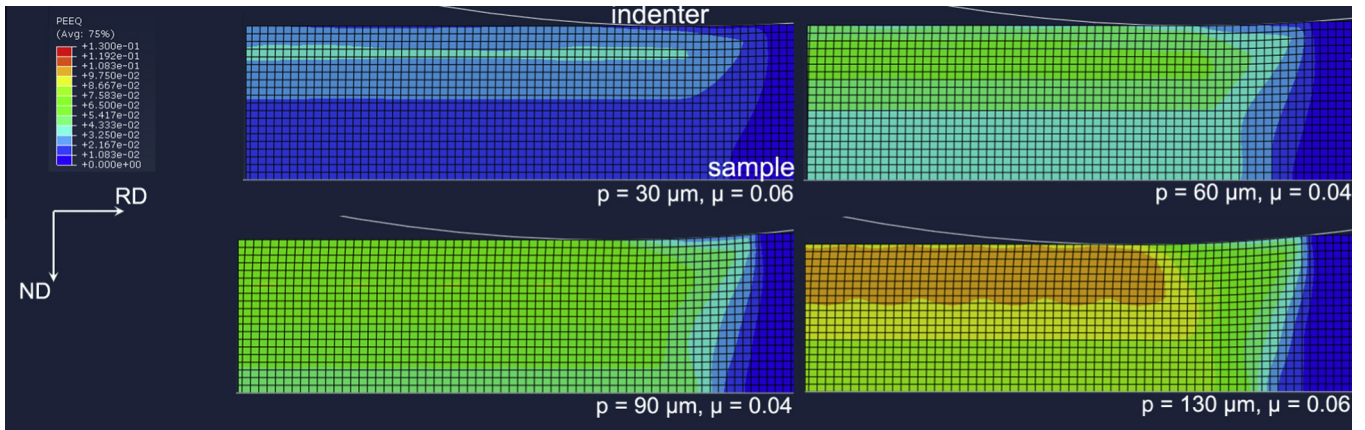 PEEQ
(Avg: 75%)
+1.300e-01
+1.192e-01
+1.083e-01
+9.750e-02
+8.667e-02
+7.583e-02
+6.500e-02
+5.417e-02
+4.333e-02
+3.250e-02
+2.167e-02
+1.083e-02
+0.000e+00
RD
ND
indenter
sample
p = 30 µm, µ = 0.06
p = 60 µm, µ = 0.04
p = 90 µm, µ = 0.04
p = 130 µm, µ = 0.06